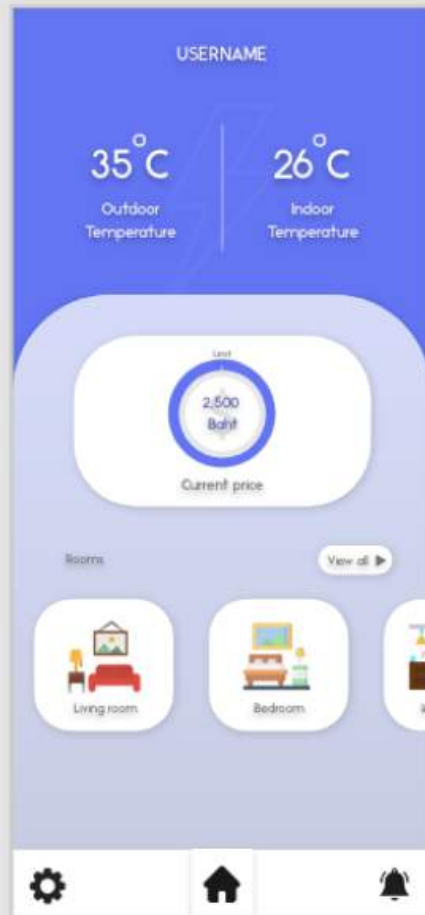 USERNAME
35°C
26°C
Outdoor
Temperature
Indoor
Temperature
Limit
2,500
Baht
Current price
Rooms
View all
Living room
Bedroom